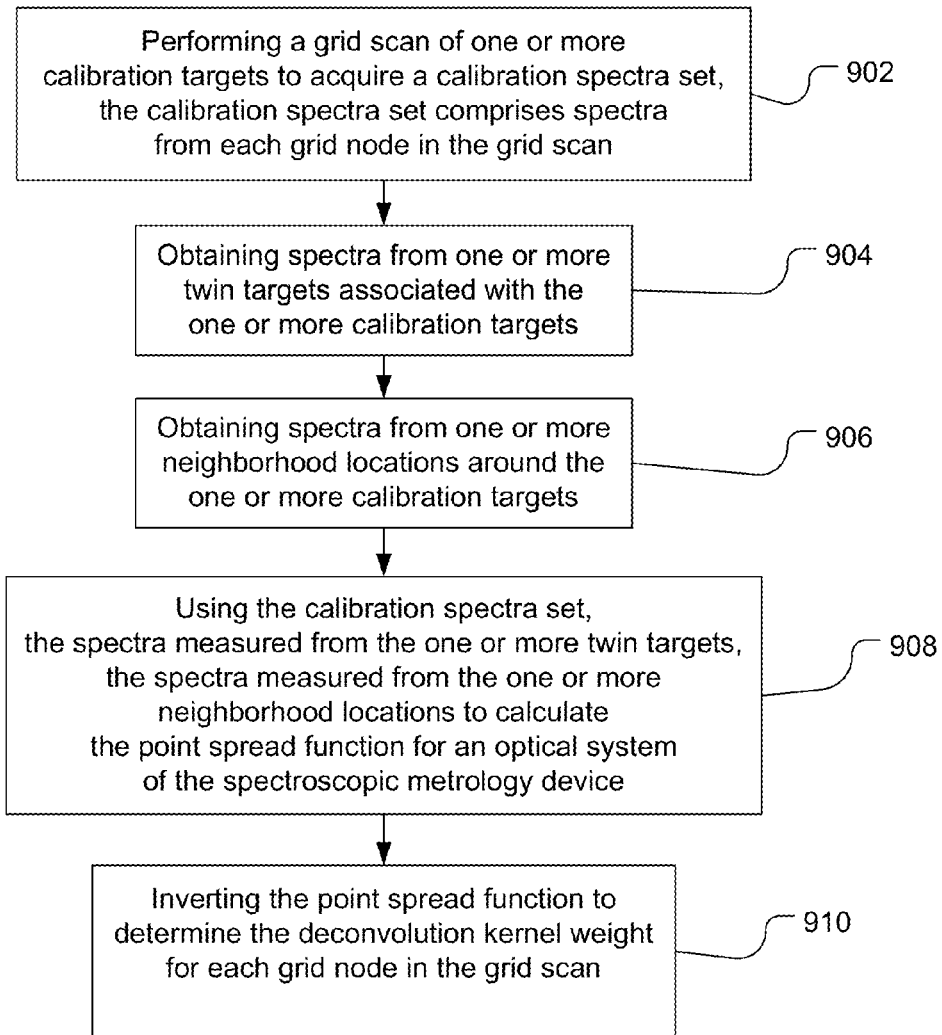 Performing a grid scan of one or more
calibration targets to acquire a calibration spectra set,
the calibration spectra set comprises spectra
from each grid node in the grid scan
902
Obtaining spectra from one or more
twin targets associated with the
one or more calibration targets
904
Obtaining spectra from one or more
neighborhood locations around the
one or more calibration targets
906
Using the calibration spectra set,
the spectra measured from the one or more twin targets,
the spectra measured from the one or more
neighborhood locations to calculate
the point spread function for an optical system
of the spectroscopic metrology device
908
Inverting the point spread function to
determine the deconvolution kernel weight
for each grid node in the grid scan
910